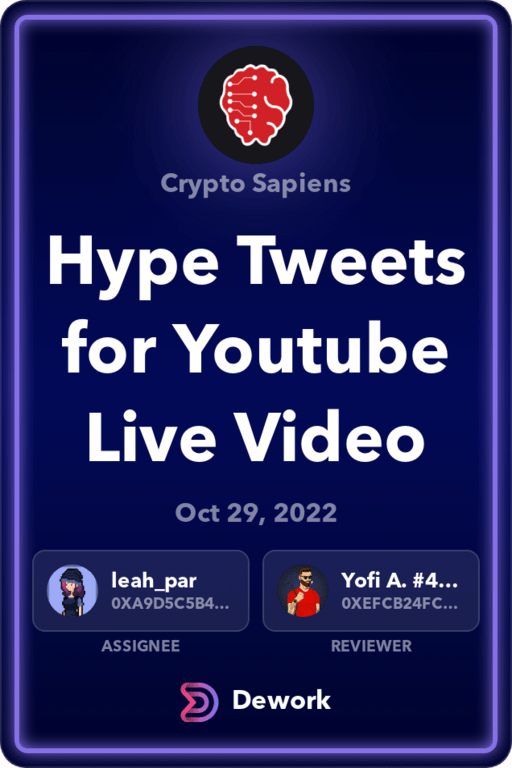 Crypto Sapiens
Hype Tweets
for Youtube
Live Video
Oct 29, 2022
leah_par
0XA9D5C5B4...
ASSIGNEE
Yofi A. #4...
0XEFCB24FC...
REVIEWER
Dework